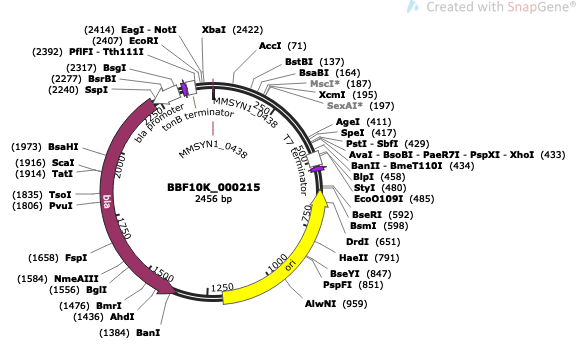 Created with SnapGene®
(2414) EagI - NotI
(2407) EcoRI
(2392) PflFI - Tth111I
(2317) BsgI
(2277) BsrBI
(2240) SspI
XbaI (2422)
AccI (71)
BstBI (137)
BsaBI (164)
MscI* (187)
XcmI (195)
SexAI* (197)
AgeI (411)
SpeI (417)
PstI - SbfI (429)
AvaI - BsoBI - PaeR7I - PspXI - XhoI (433)
BanII - BmeT110I (434)
BlpI (458)
StyI (480)
EcoO109I (485)
BseRI (592)
BsmI (598)
DrdI (651)
HaeII (791)
BseYI (847)
PspFI (851)
AlwNI (959)
(1973) BsaHI
(1916) ScaI
(1914) TatI
(1835) TsoI
(1806) PvuI
(1658) FspI
(1584) NmeAIII
(1556) BglI
(1476) BmrI
(1436) AhdI
(1384) BanI
MMSYN1_0438
bla promoter
tonB terminator
MMSYN1_0438
T7 terminator
bla
ori
250
500
750
1000
1250
1500
1750
2000
2250
BBF10K_000215
2456 bp